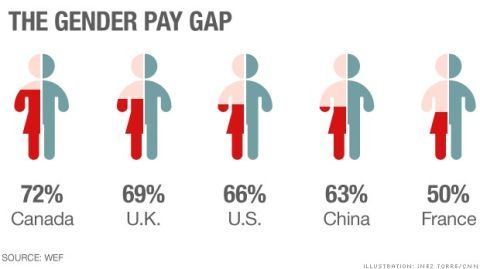 THE GENDER PAY GAP
72% 69% 66% 63% 50%
Canada U.K. U.S. China France
SOURCE: WEF
ILLUSTRATION: INEZ TORRE/CNN